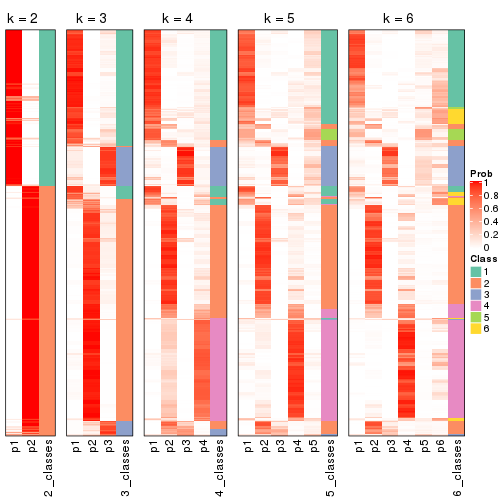 k = 2
k = 3
k = 4
k = 5
k = 6
p1
p2
2_classes
p1
p2
p3
3_classes
p1
p2
p3
p4
4_classes
p1
p2
p3
p4
p5
5_classes
p1
p2
p3
p4
p5
p6
6_classes
Prob
1
0.8
0.6
0.4
0.2
0
Class
1
2
3
4
5
6